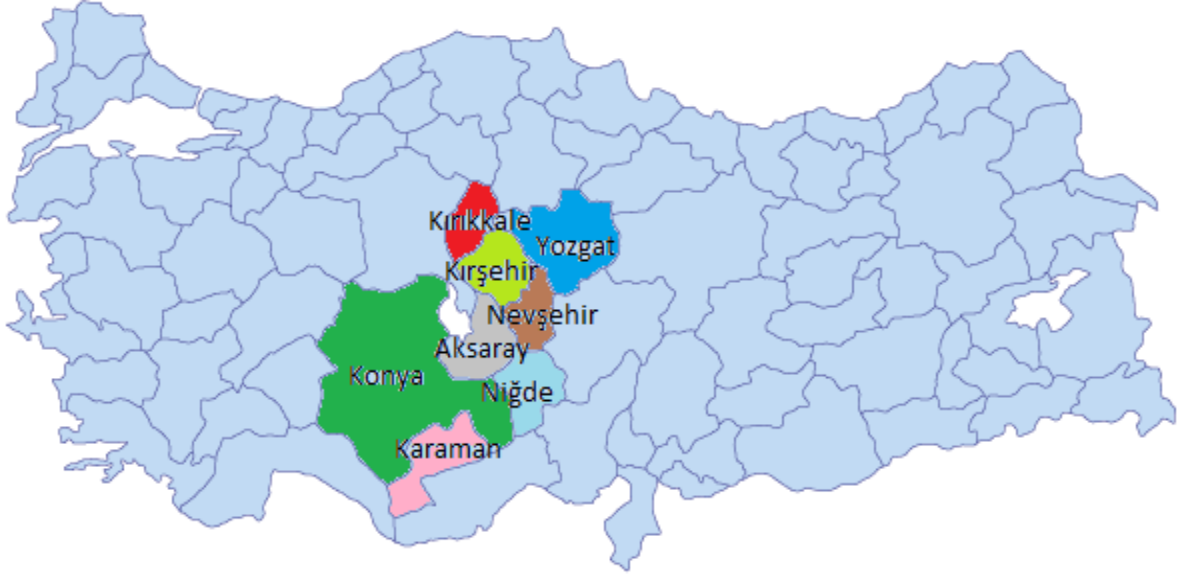 Kırıkkale
Yozgat
Kırşehir
Nevşehir
Aksaray
Konya
Niğde
Karaman